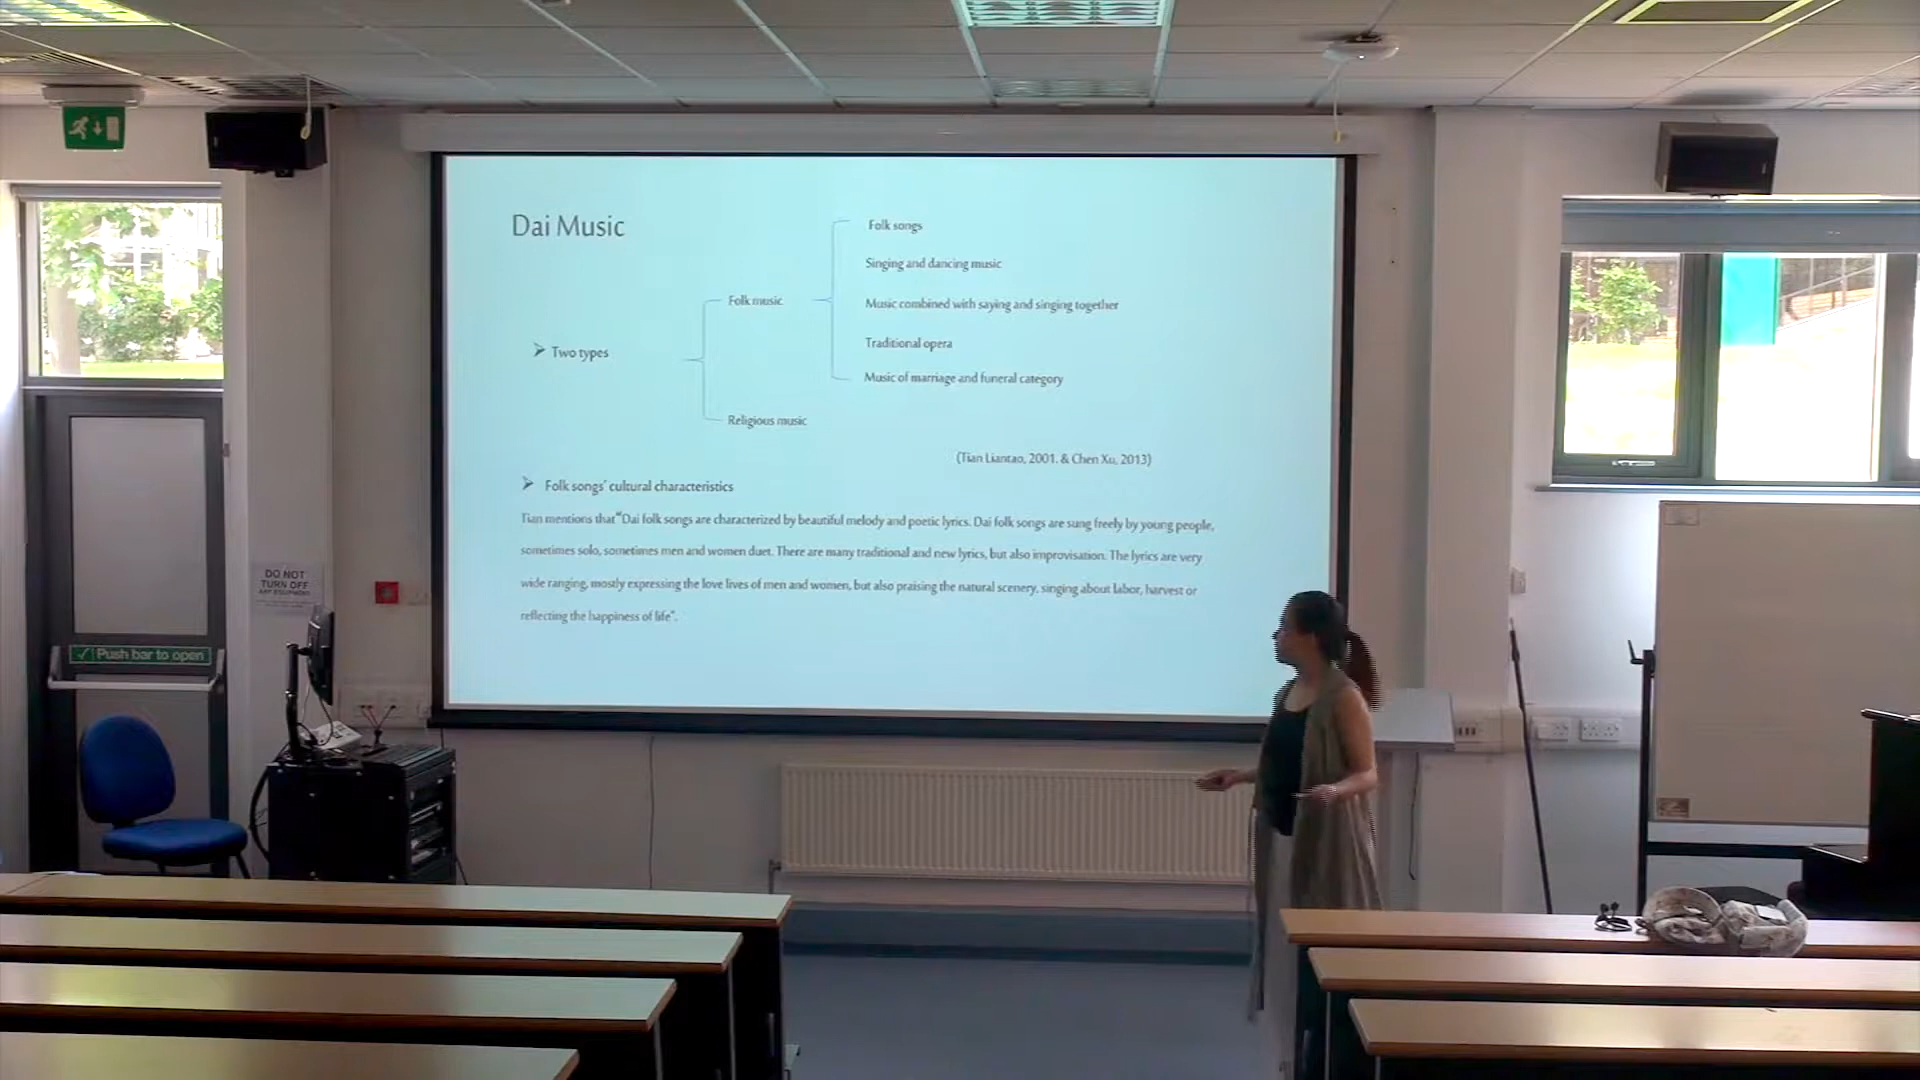 Dai Music
Folk songs
Singing and dancing music
Folk music
Music combined with saying and singing together
Traditional opera
Two types
Music of marriage and funeral category
Religious music
(Tian Liantao, 2001. & Chen Xu, 2013)
Folk songs' cultural characteristics
Tian mentions that"Dai folk songs are characterized by beautiful melody and poetic lyrics. Dai folk songs are sung freely by young people,
sometimes solo, sometimes men and women duet. There are many traditional and new lyrics, but also improvisation. The lyrics are very
wide ranging, mostly expressing the love lives of men and women, but also praising the natural scenery, singing about labor, harvest or
reflecting the happiness of life".
DO NOT
TURN OFF
ANY EQUIPMENT
Push bar to open